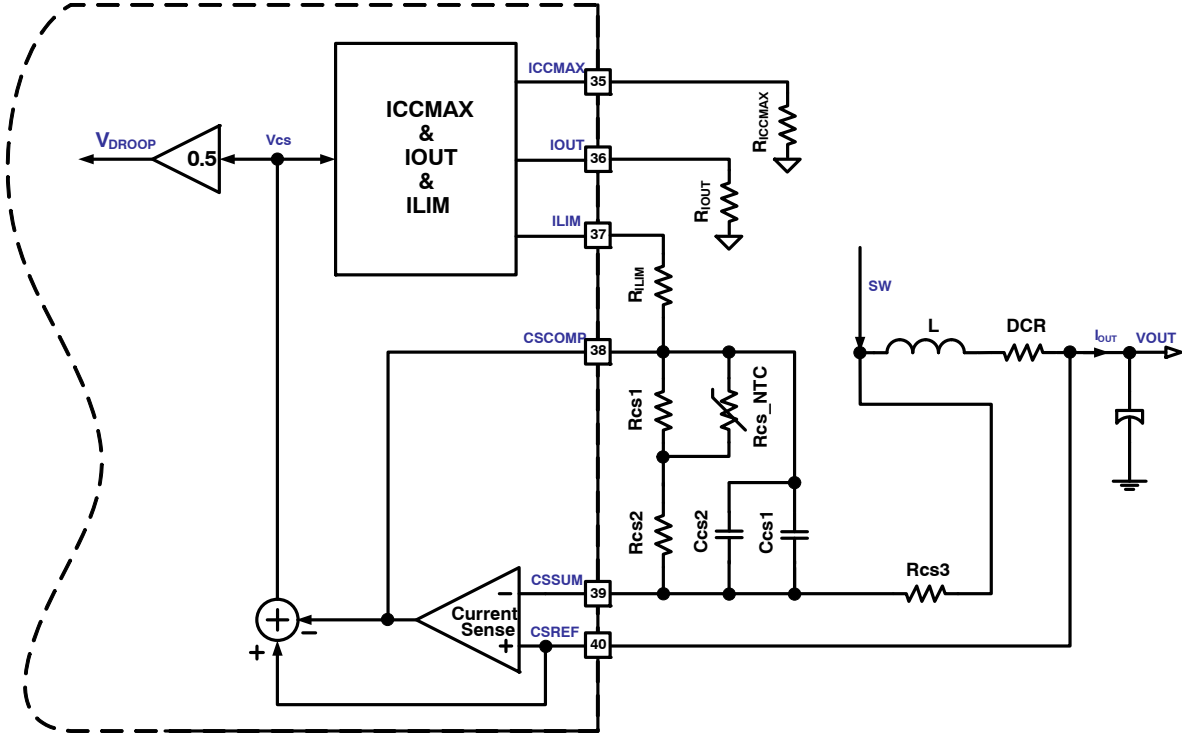 ICCMAX
35
ICCMAX
&
IOUT
&
ILIM
RICCMAX
VDROOP
0.5
Vcs
IOUT
36
RIOUT
ILIM
37
RILIM
SW
CSCOMP
38
L
DCR
IOUT
VOUT
Rcs1
Rcs_NTC
Rcs2
Ccs2
Ccs1
Rcs3
CSSUM
39
Current
Sense
CSREF
40
+
−
+
−
+